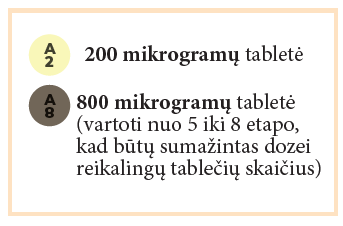 A
2
200 mikrogramų tabletė
A
8
800 mikrogramų tabletė
(vartoti nuo 5 iki 8 etapo,
kad būtų sumažintas dozei
reikalingų tablečių skaičius)